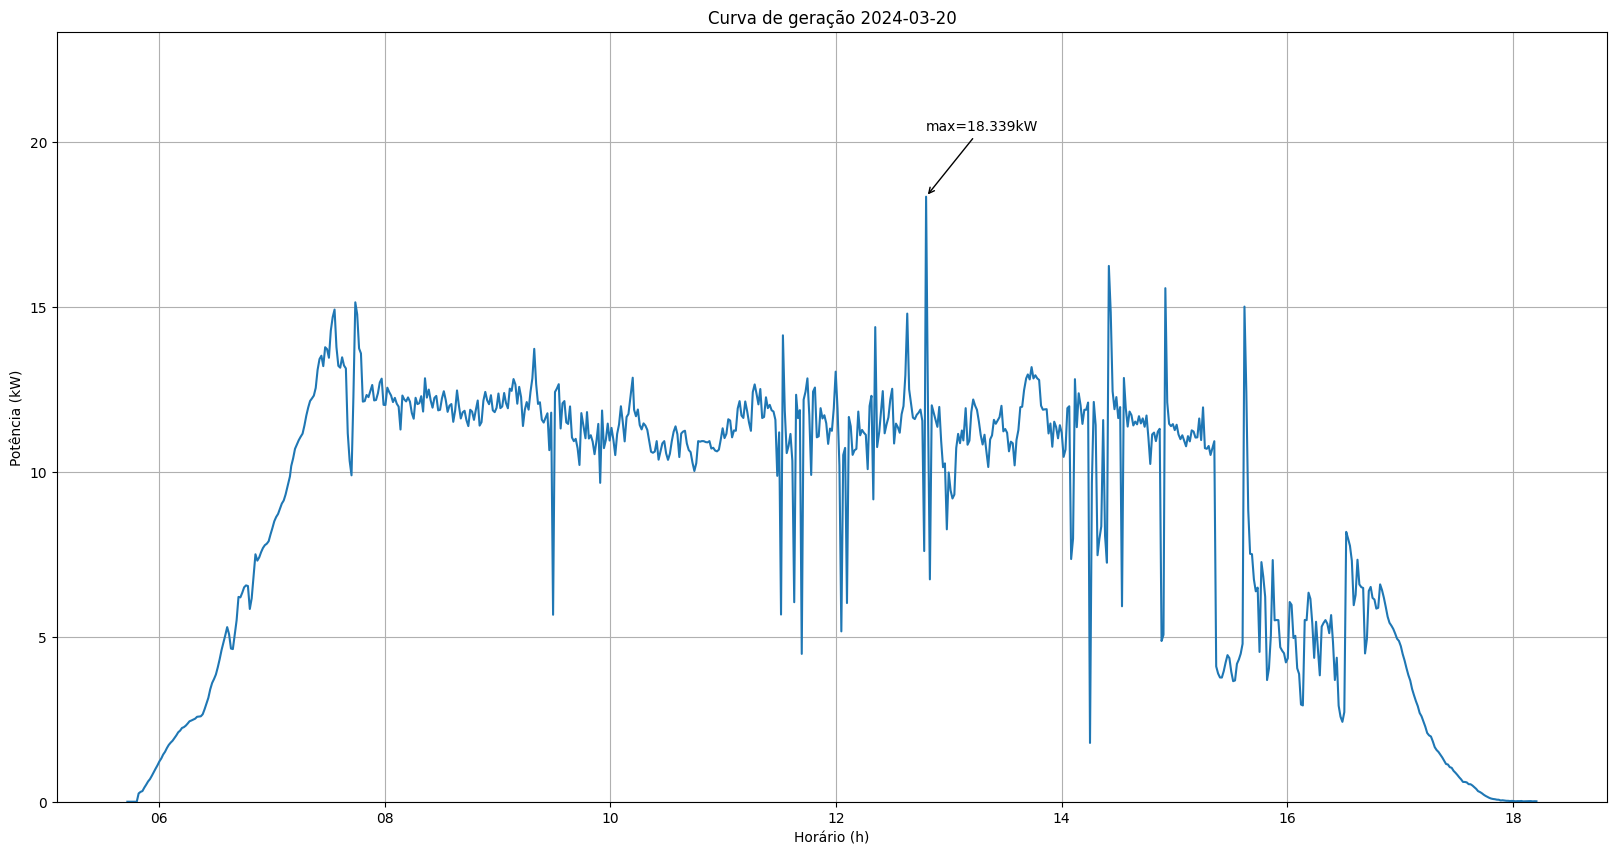 Curva de geração 2024-03-20
max=18.339kW
Potência (kW)
20
15
10
5
0
06 08 10 12 14 16 18
Horário (h)